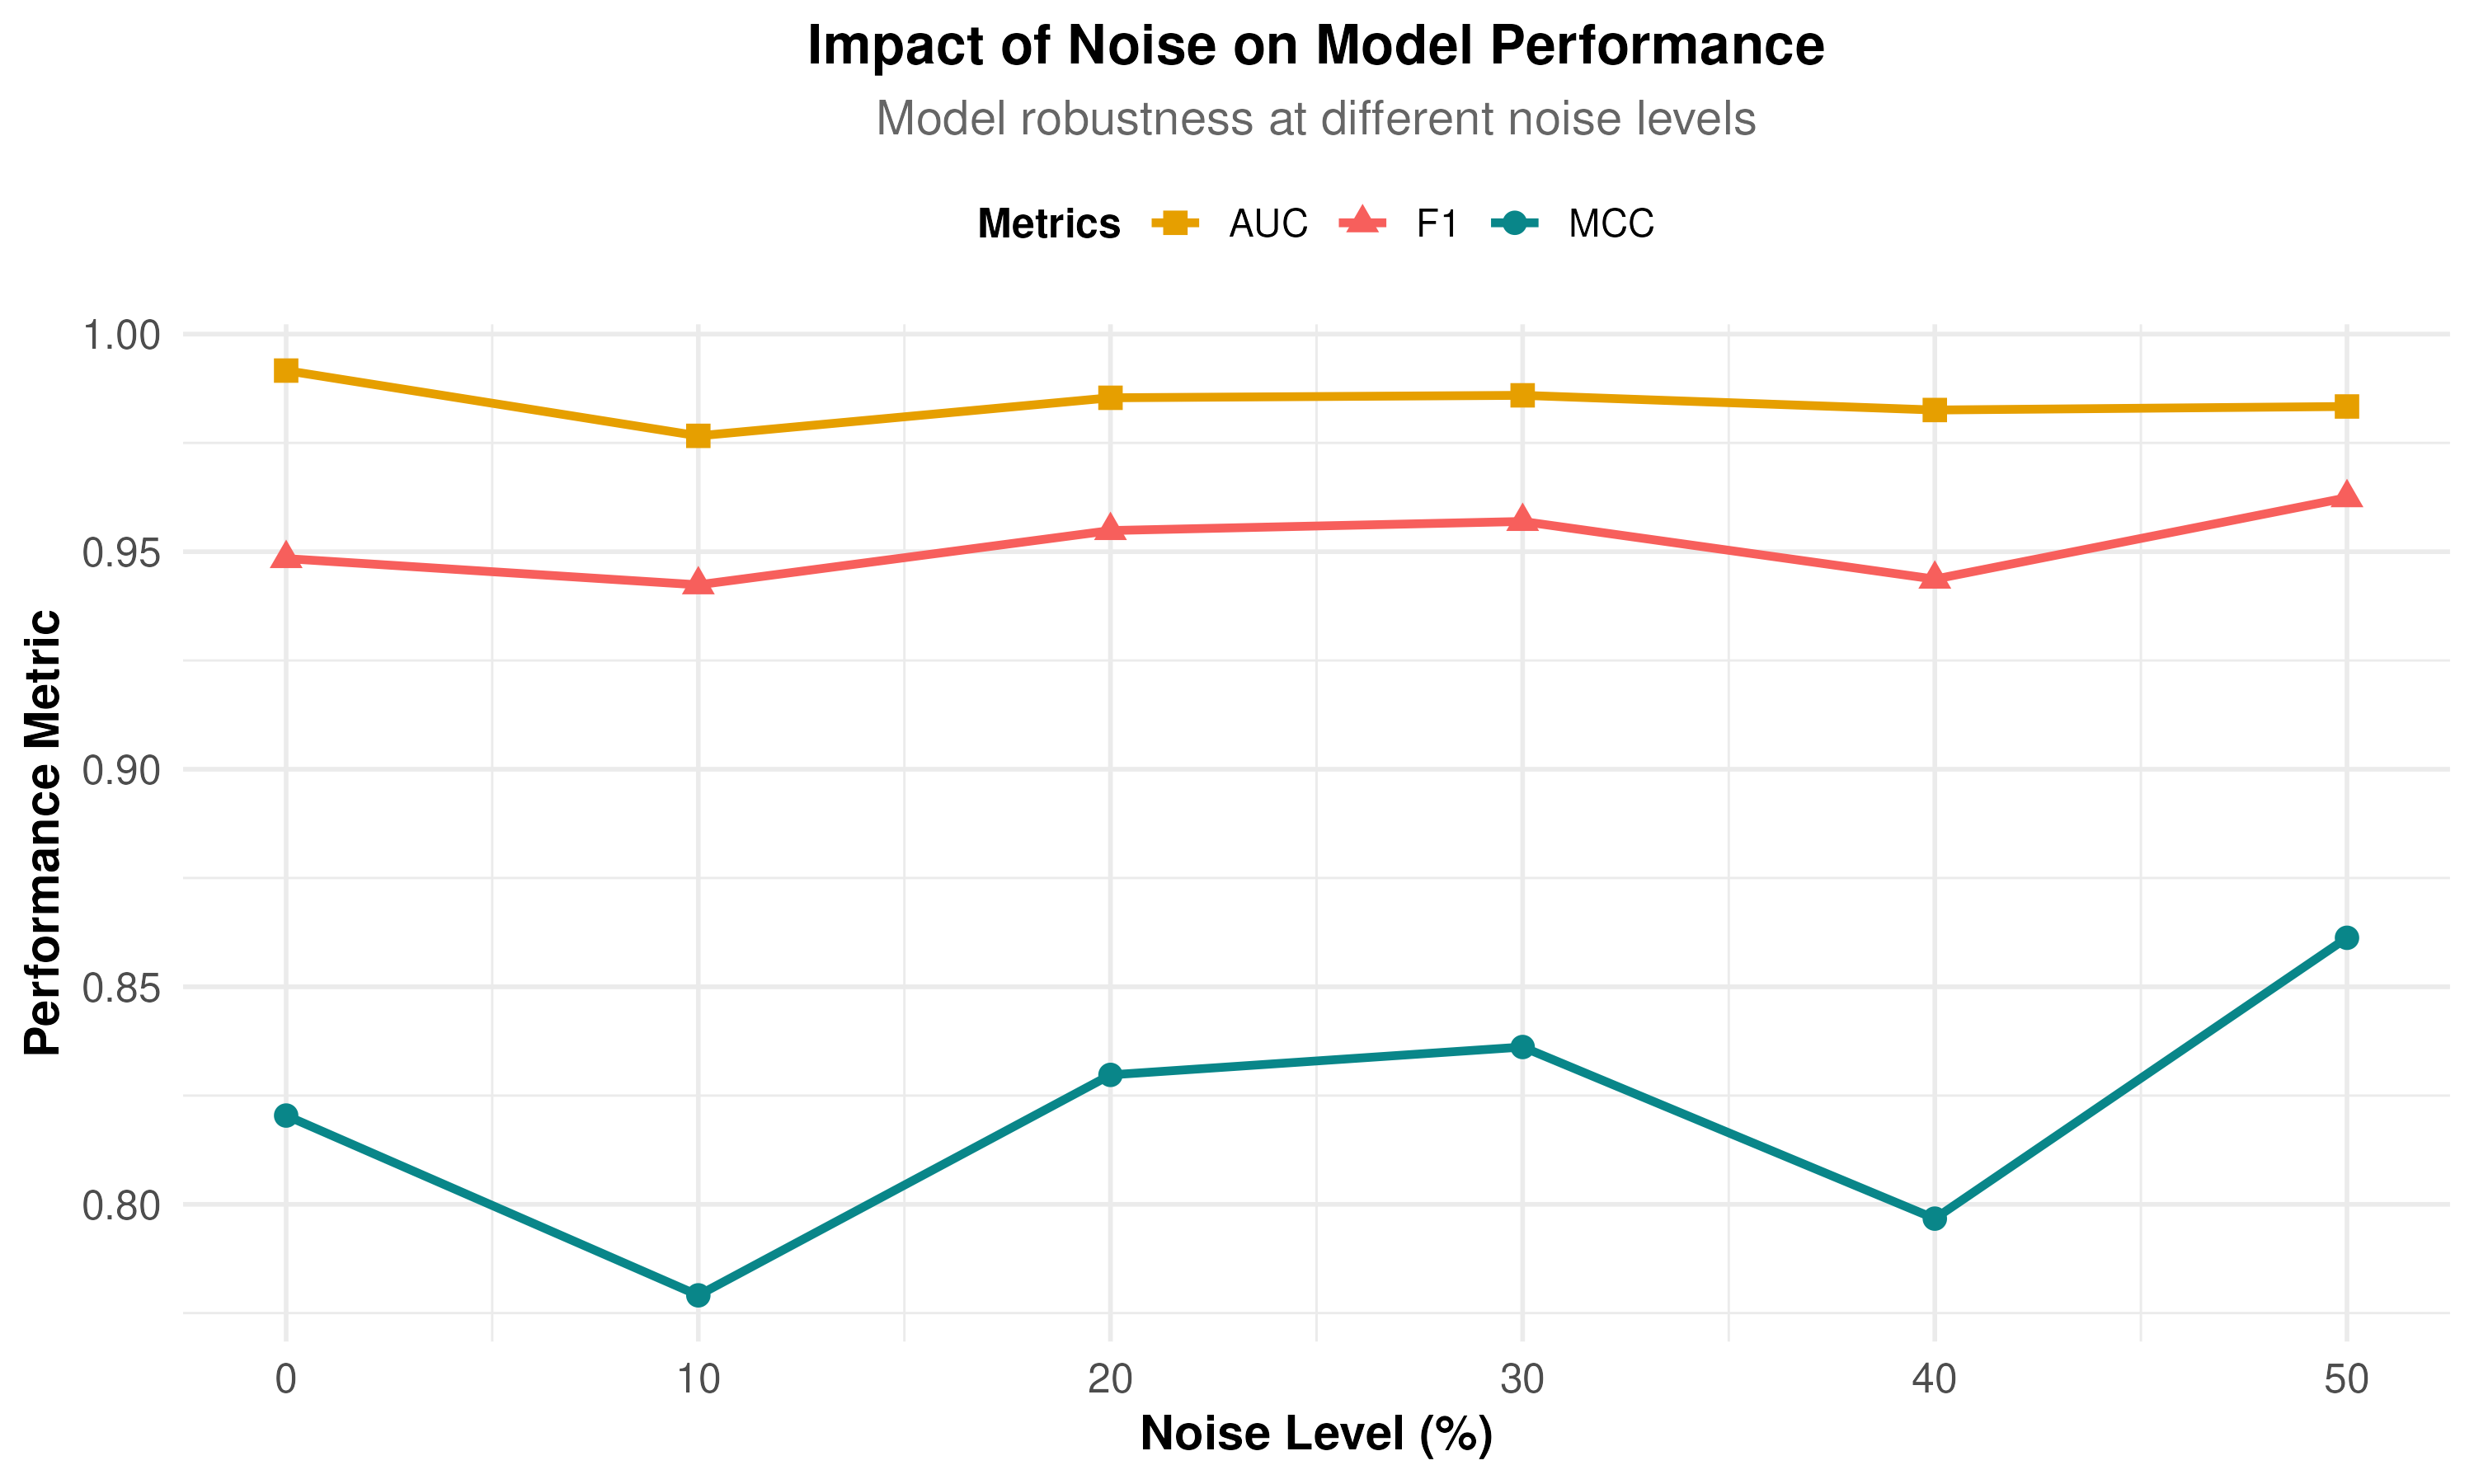 Impact of Noise on Model Performance
Model robustness at different noise levels
Metrics AUC F1 MCC
1.00
0.95
0.90
0.85
0.80
Performance Metric
0 10 20 30 40 50
Noise Level (%)